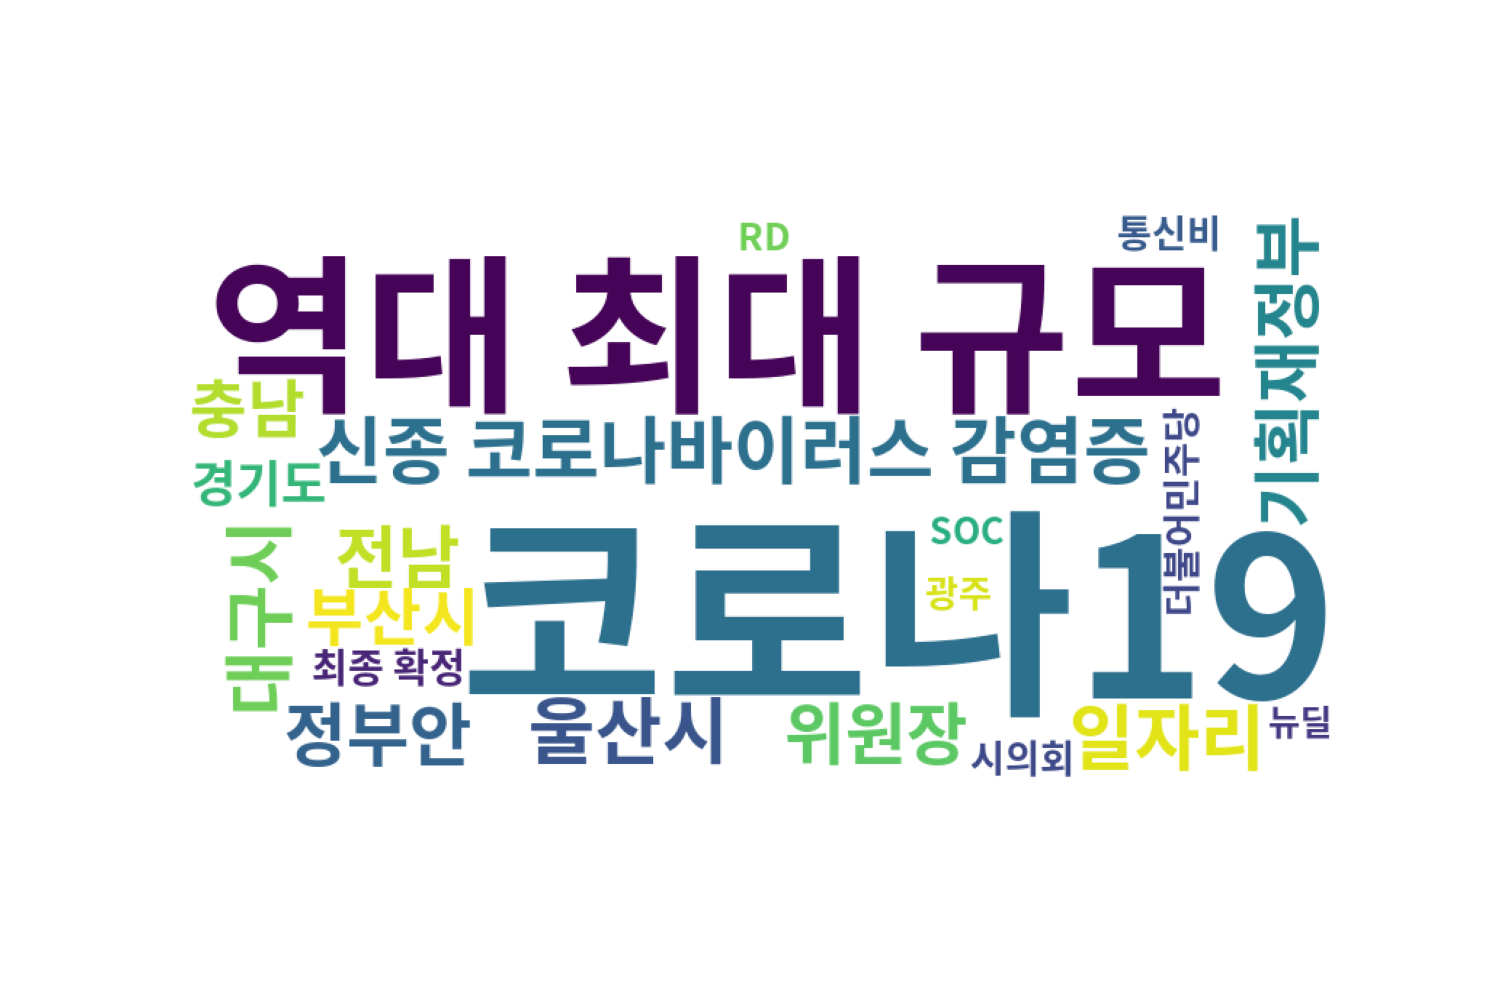 RD
통신비
역대 최대 규모
기획재정부
충남
신종 코로나바이러스 감염증
더불어민주당
경기도
코로나19
SOC
대구시
전남
광주
부산시
최종 확정
정부안
울산시
위원장
시의회
일자리
뉴딜